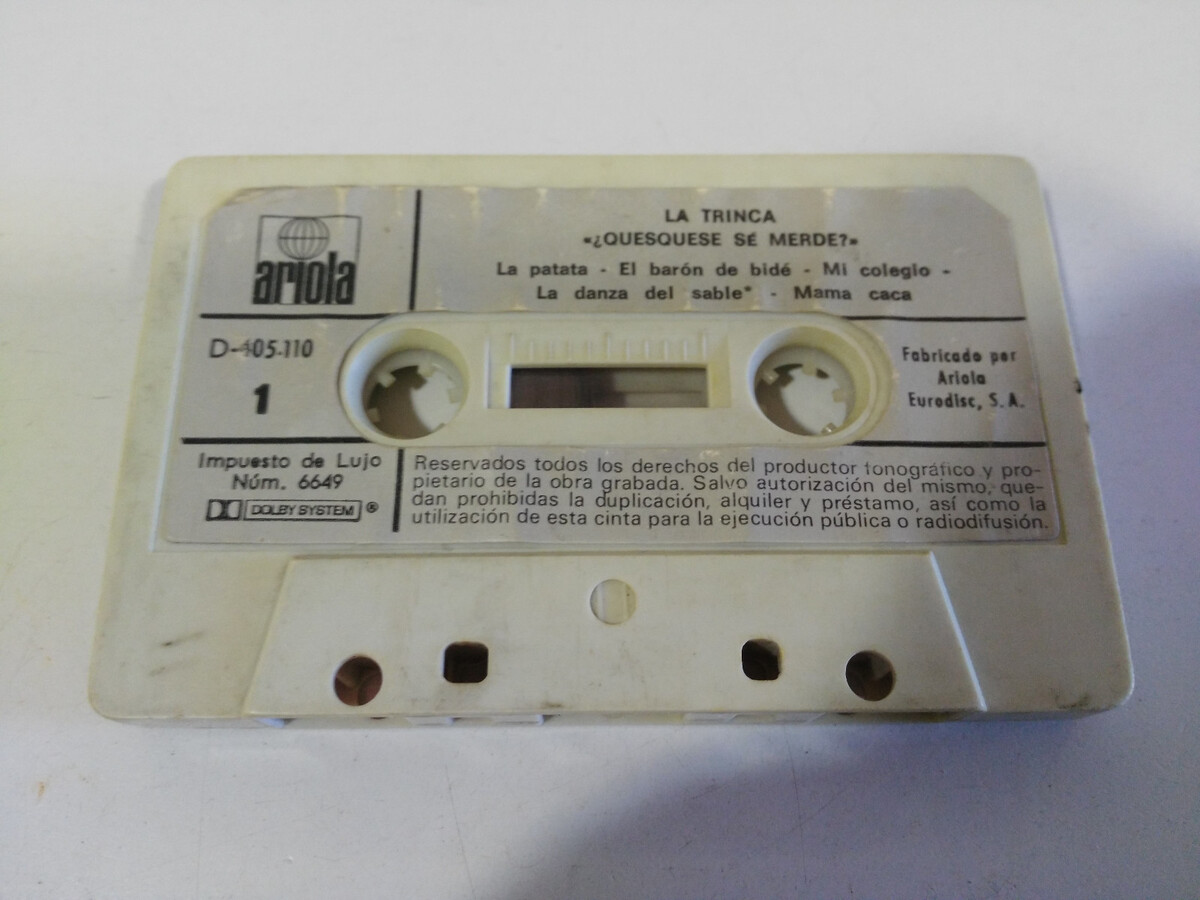 ariola
LA TRINCA
«¿QUESQUESE SÉ MERDE?»
La patata - El barón de bidé - Mi colegio -
La danza del sable* - Mama caca
D-405.110
1
Fabricado por
Ariola
Eurodisc, S. A.
Impuesto de Lujo
Núm. 6649
DOLBY SYSTEM ®
Reservados todos los derechos del productor fonográfico y pro-
pietario de la obra grabada. Salvo autorización del mismo, que-
dan prohibidas la duplicación, alquiler y préstamo, así como la
utilización de esta cinta para la ejecución pública o radiodifusión.